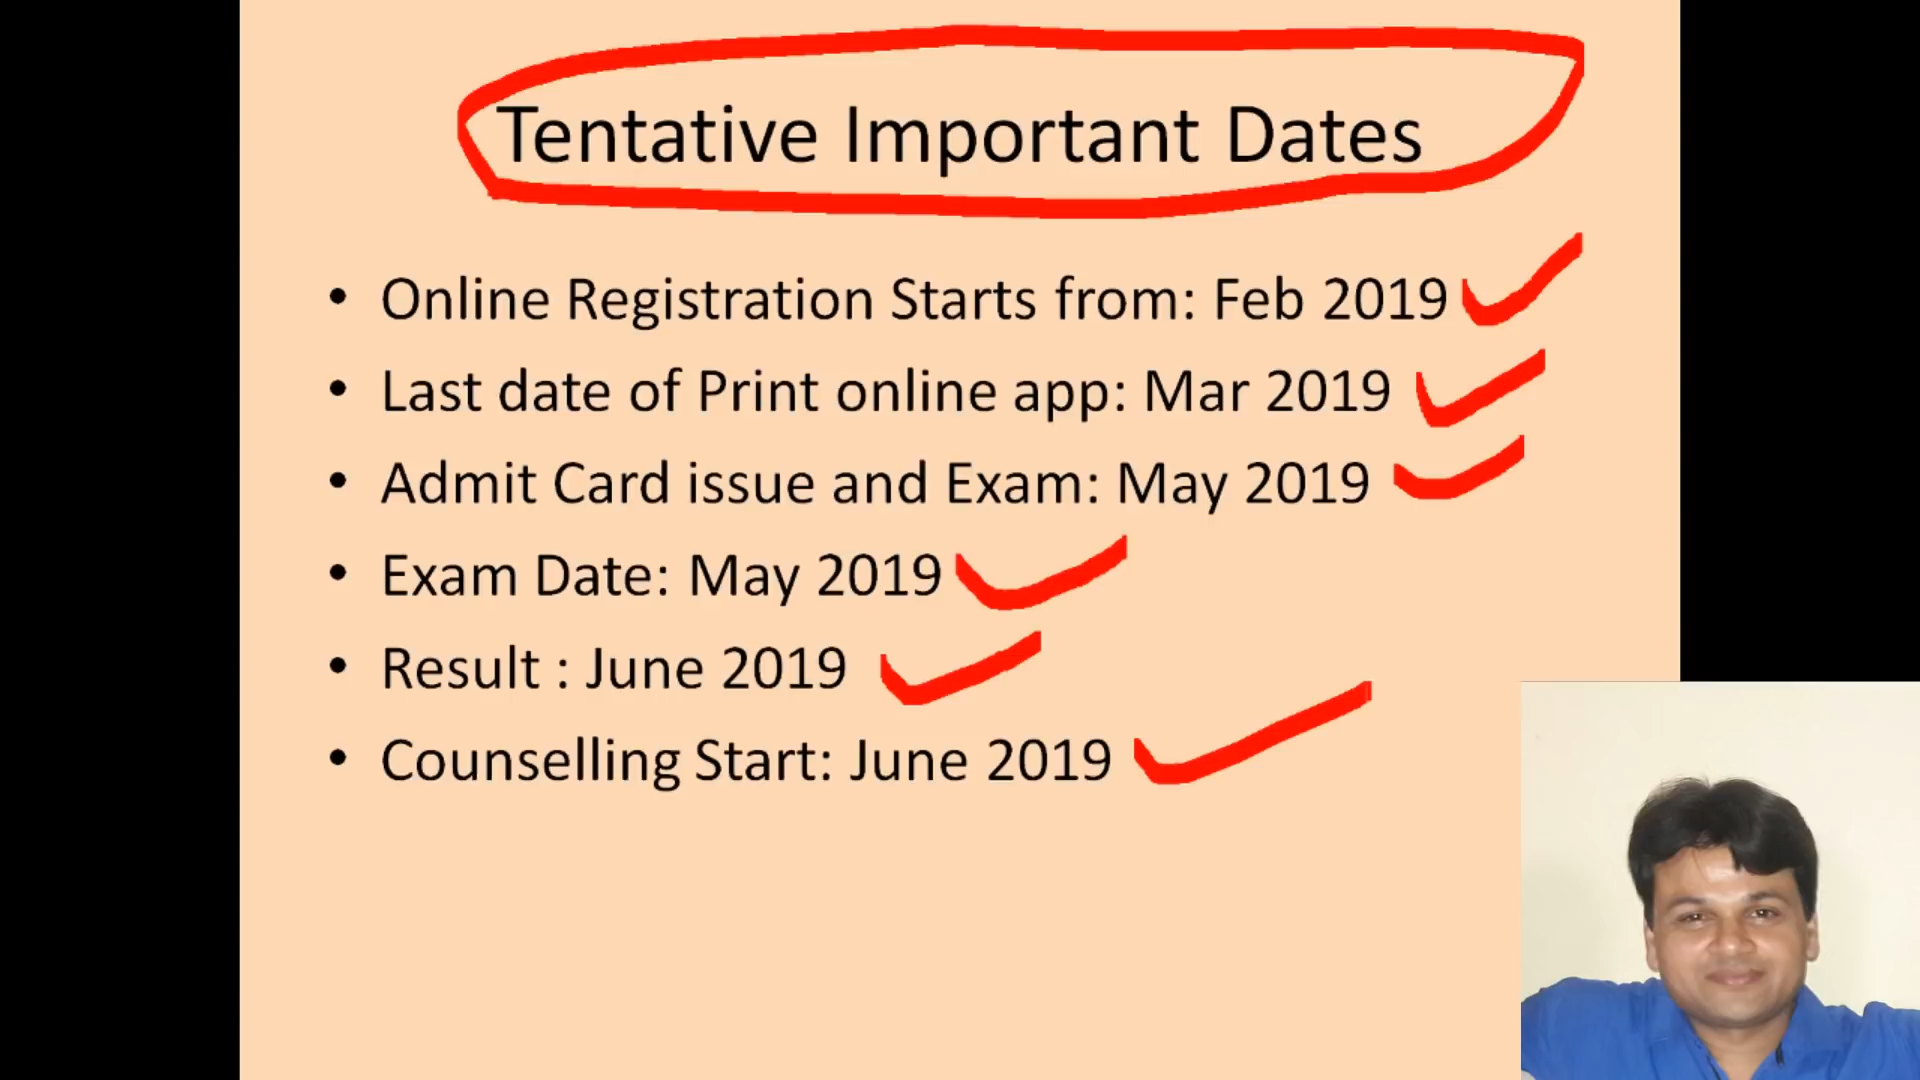 Tentative Important Dates
• Online Registration Starts from: Feb 2019
• Last date of Print online app: Mar 2019
• Admit Card issue and Exam: May 2019
• Exam Date: May 2019
• Result : June 2019
• Counselling Start: June 2019